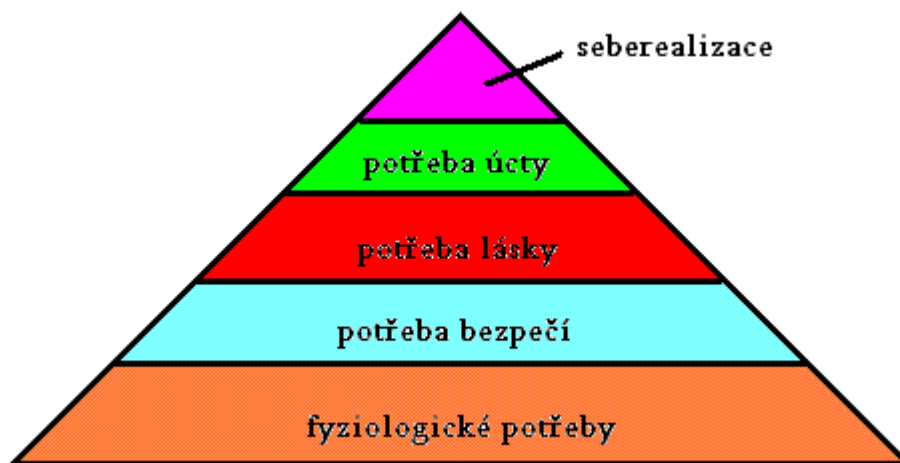 seberealizace
potřeba úcty
potřeba lásky
potřeba bezpečí
fyziologické potřeby